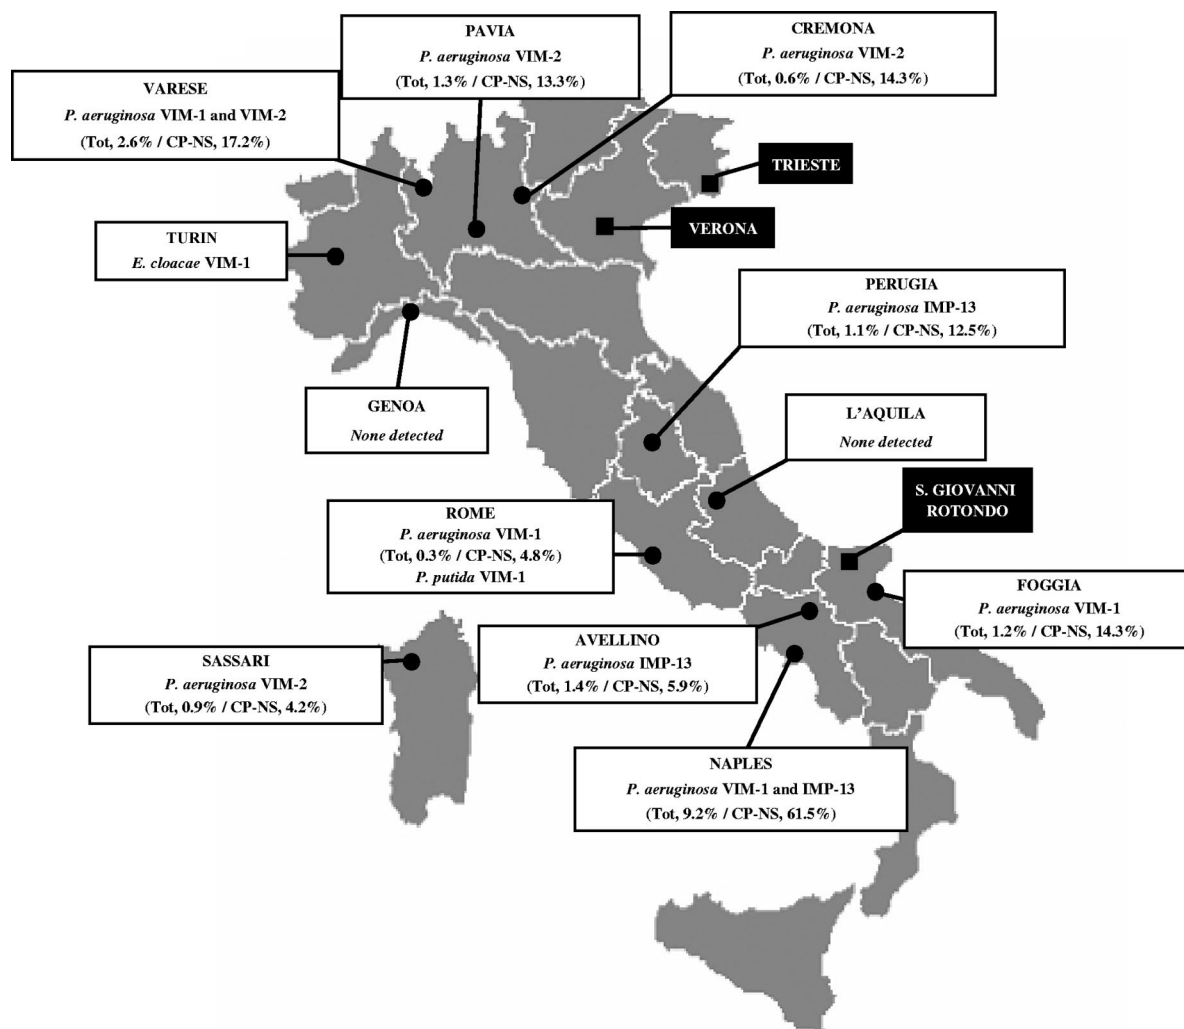 PAVIA
P. aeruginosa VIM-2
(Tot, 1.3% / CP-NS, 13.3%)
CREMONA
P. aeruginosa VIM-2
(Tot, 0.6% / CP-NS, 14.3%)
VARESE
P. aeruginosa VIM-1 and VIM-2
(Tot, 2.6% / CP-NS, 17.2%)
TRIESTE
VERONA
TURIN
E. cloacae VIM-1
PERUGIA
P. aeruginosa IMP-13
(Tot, 1.1% / CP-NS, 12.5%)
GENOA
None detected
L'AQUILA
None detected
S. GIOVANNI
ROTONDO
ROME
P. aeruginosa VIM-1
(Tot, 0.3% / CP-NS, 4.8%)
P. putida VIM-1
FOGGIA
P. aeruginosa VIM-1
(Tot, 1.2% / CP-NS, 14.3%)
AVELLINO
P. aeruginosa IMP-13
(Tot, 1.4% / CP-NS, 5.9%)
SASSARI
P. aeruginosa VIM-2
(Tot, 0.9% / CP-NS, 4.2%)
NAPLES
P. aeruginosa VIM-1 and IMP-13
(Tot, 9.2% / CP-NS, 61.5%)